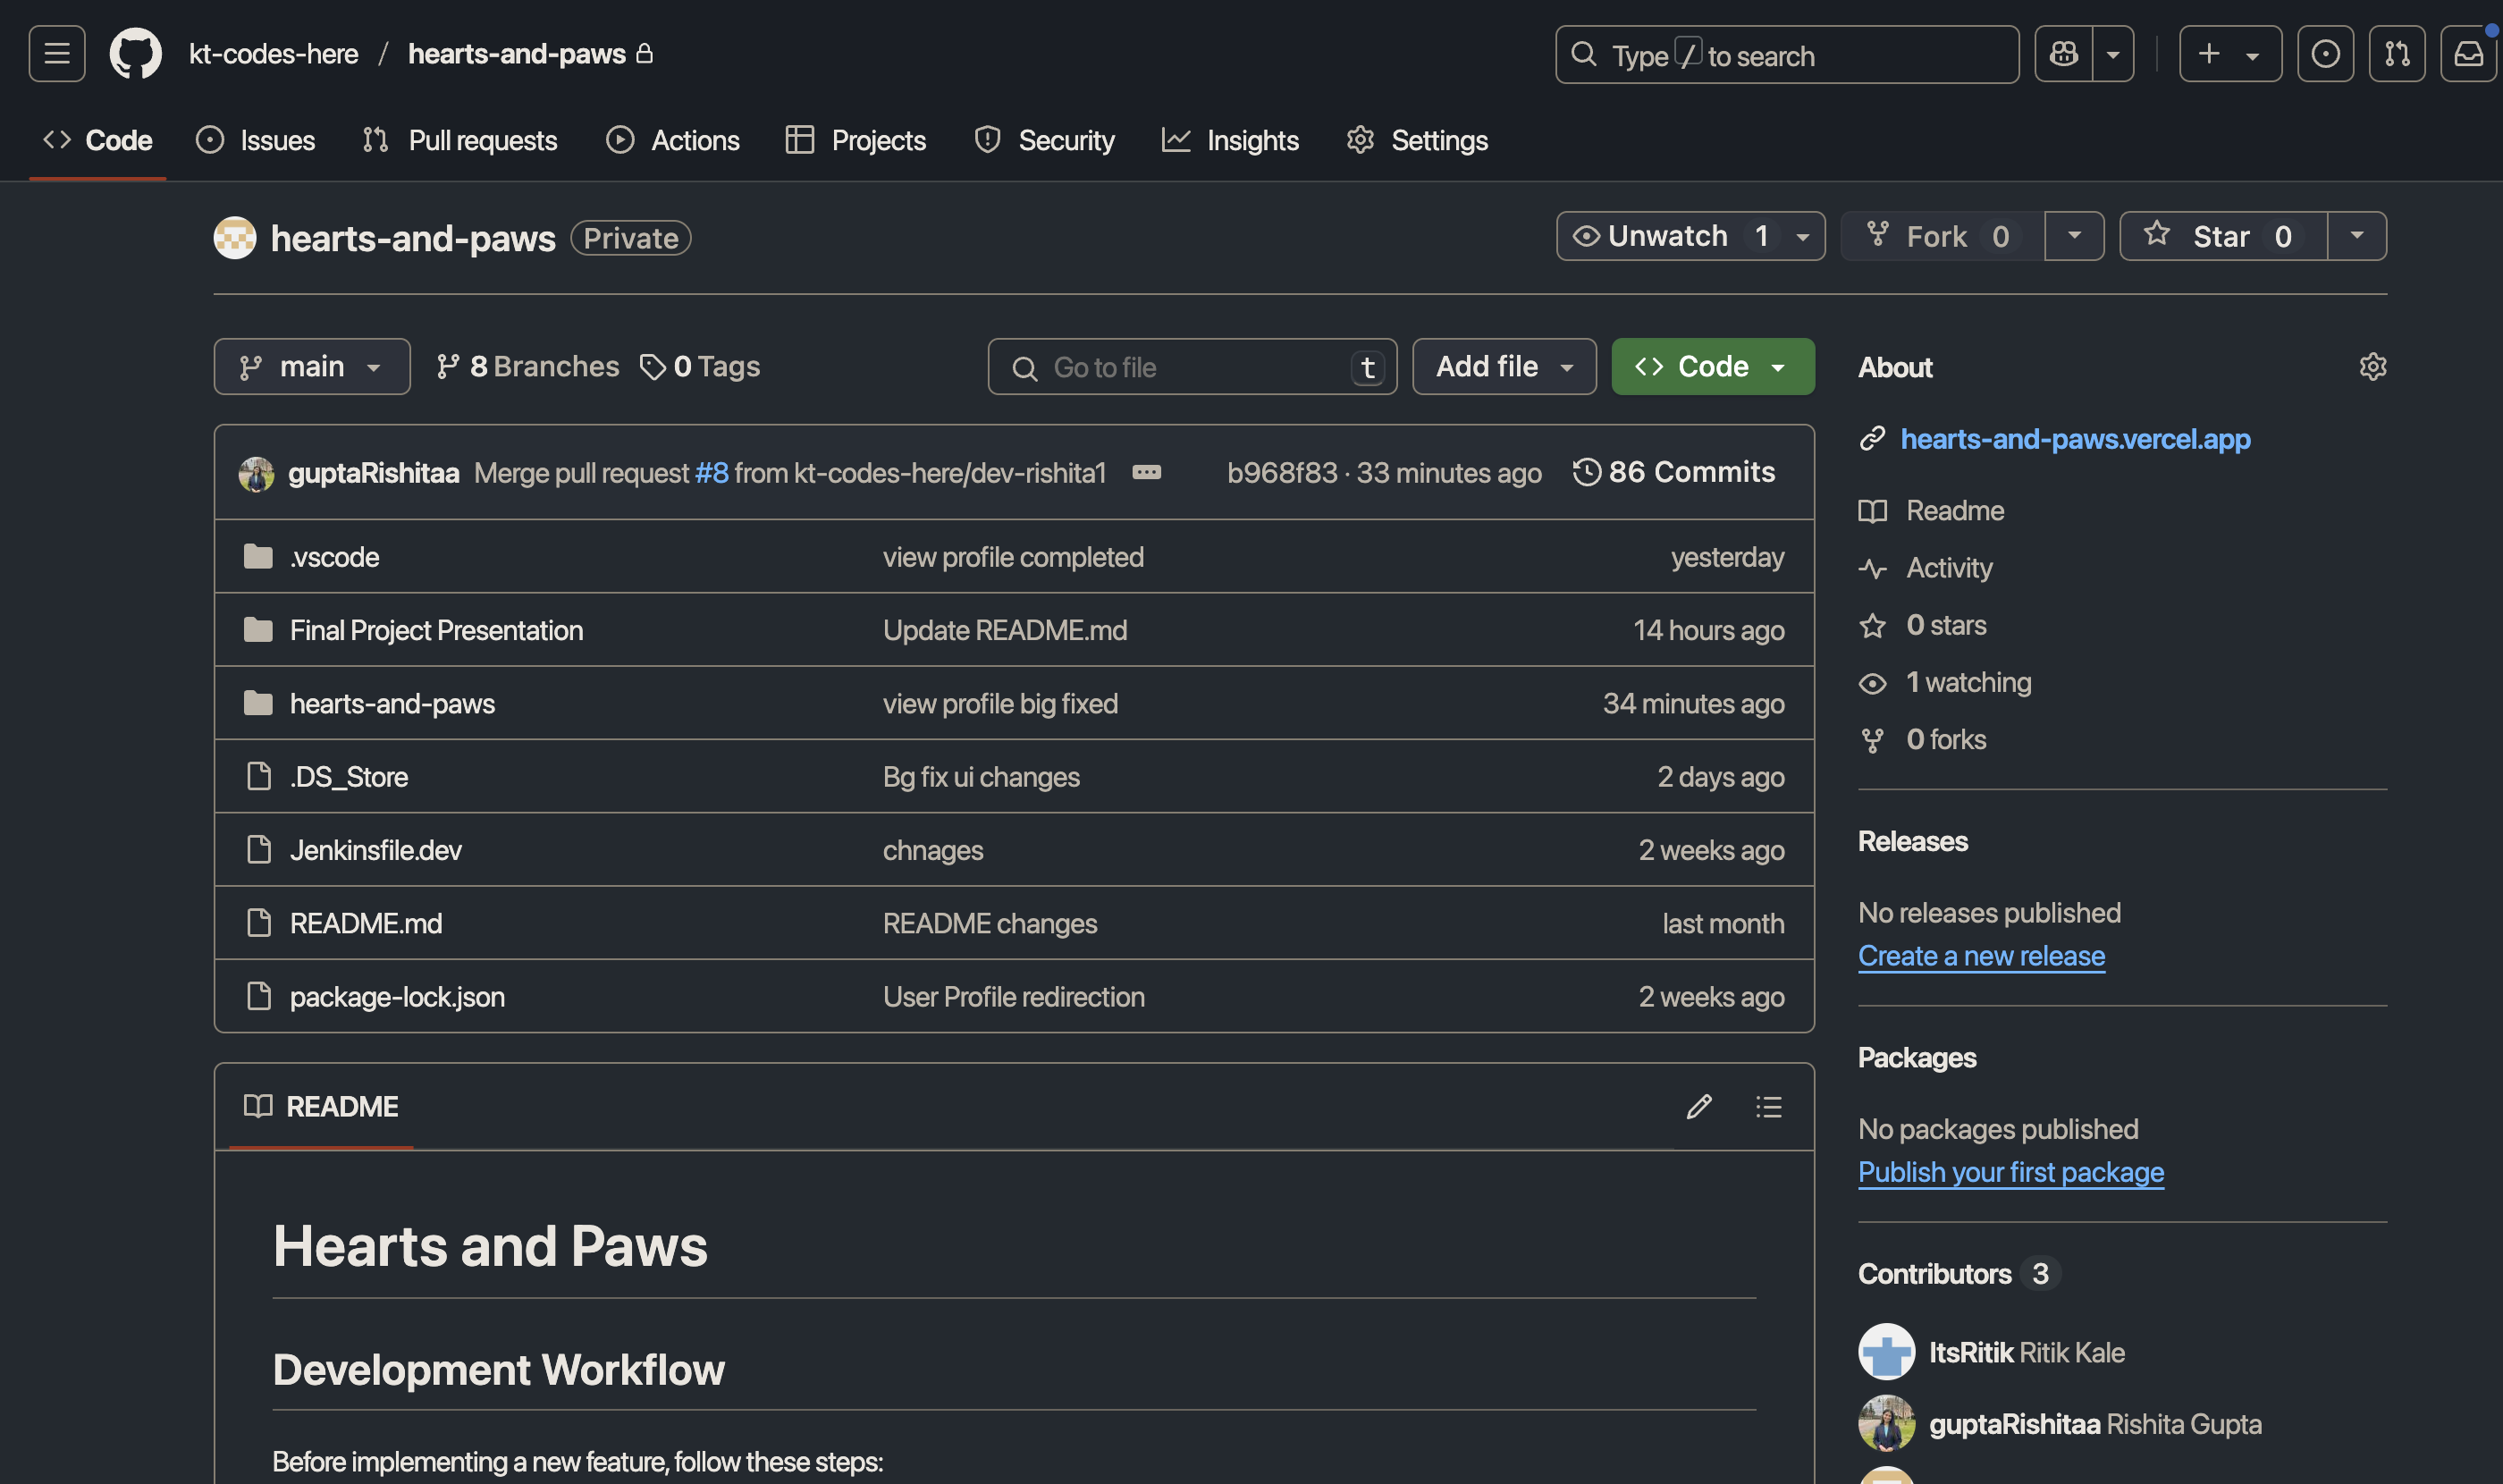 kt-codes-here / hearts-and-paws
Type / to search
Code Issues Pull requests Actions Projects Security Insights Settings
hearts-and-paws Private
Unwatch 1 Fork 0 Star 0
main 8 Branches 0 Tags Go to file t Add file Code
guptaRishitaa Merge pull request #8 from kt-codes-here/dev-rishita1 b968f83 · 33 minutes ago 86 Commits
.vscode view profile completed yesterday
Final Project Presentation Update README.md 14 hours ago
hearts-and-paws view profile big fixed 34 minutes ago
.DS_Store Bg fix ui changes 2 days ago
Jenkinsfile.dev chnages 2 weeks ago
README.md README changes last month
package-lock.json User Profile redirection 2 weeks ago
README
Hearts and Paws
Development Workflow
Before implementing a new feature, follow these steps:
About
hearts-and-paws.vercel.app
Readme
Activity
0 stars
1 watching
0 forks
Releases
No releases published
Create a new release
Packages
No packages published
Publish your first package
Contributors 3
ItsRitik Ritik Kale
guptaRishitaa Rishita Gupta